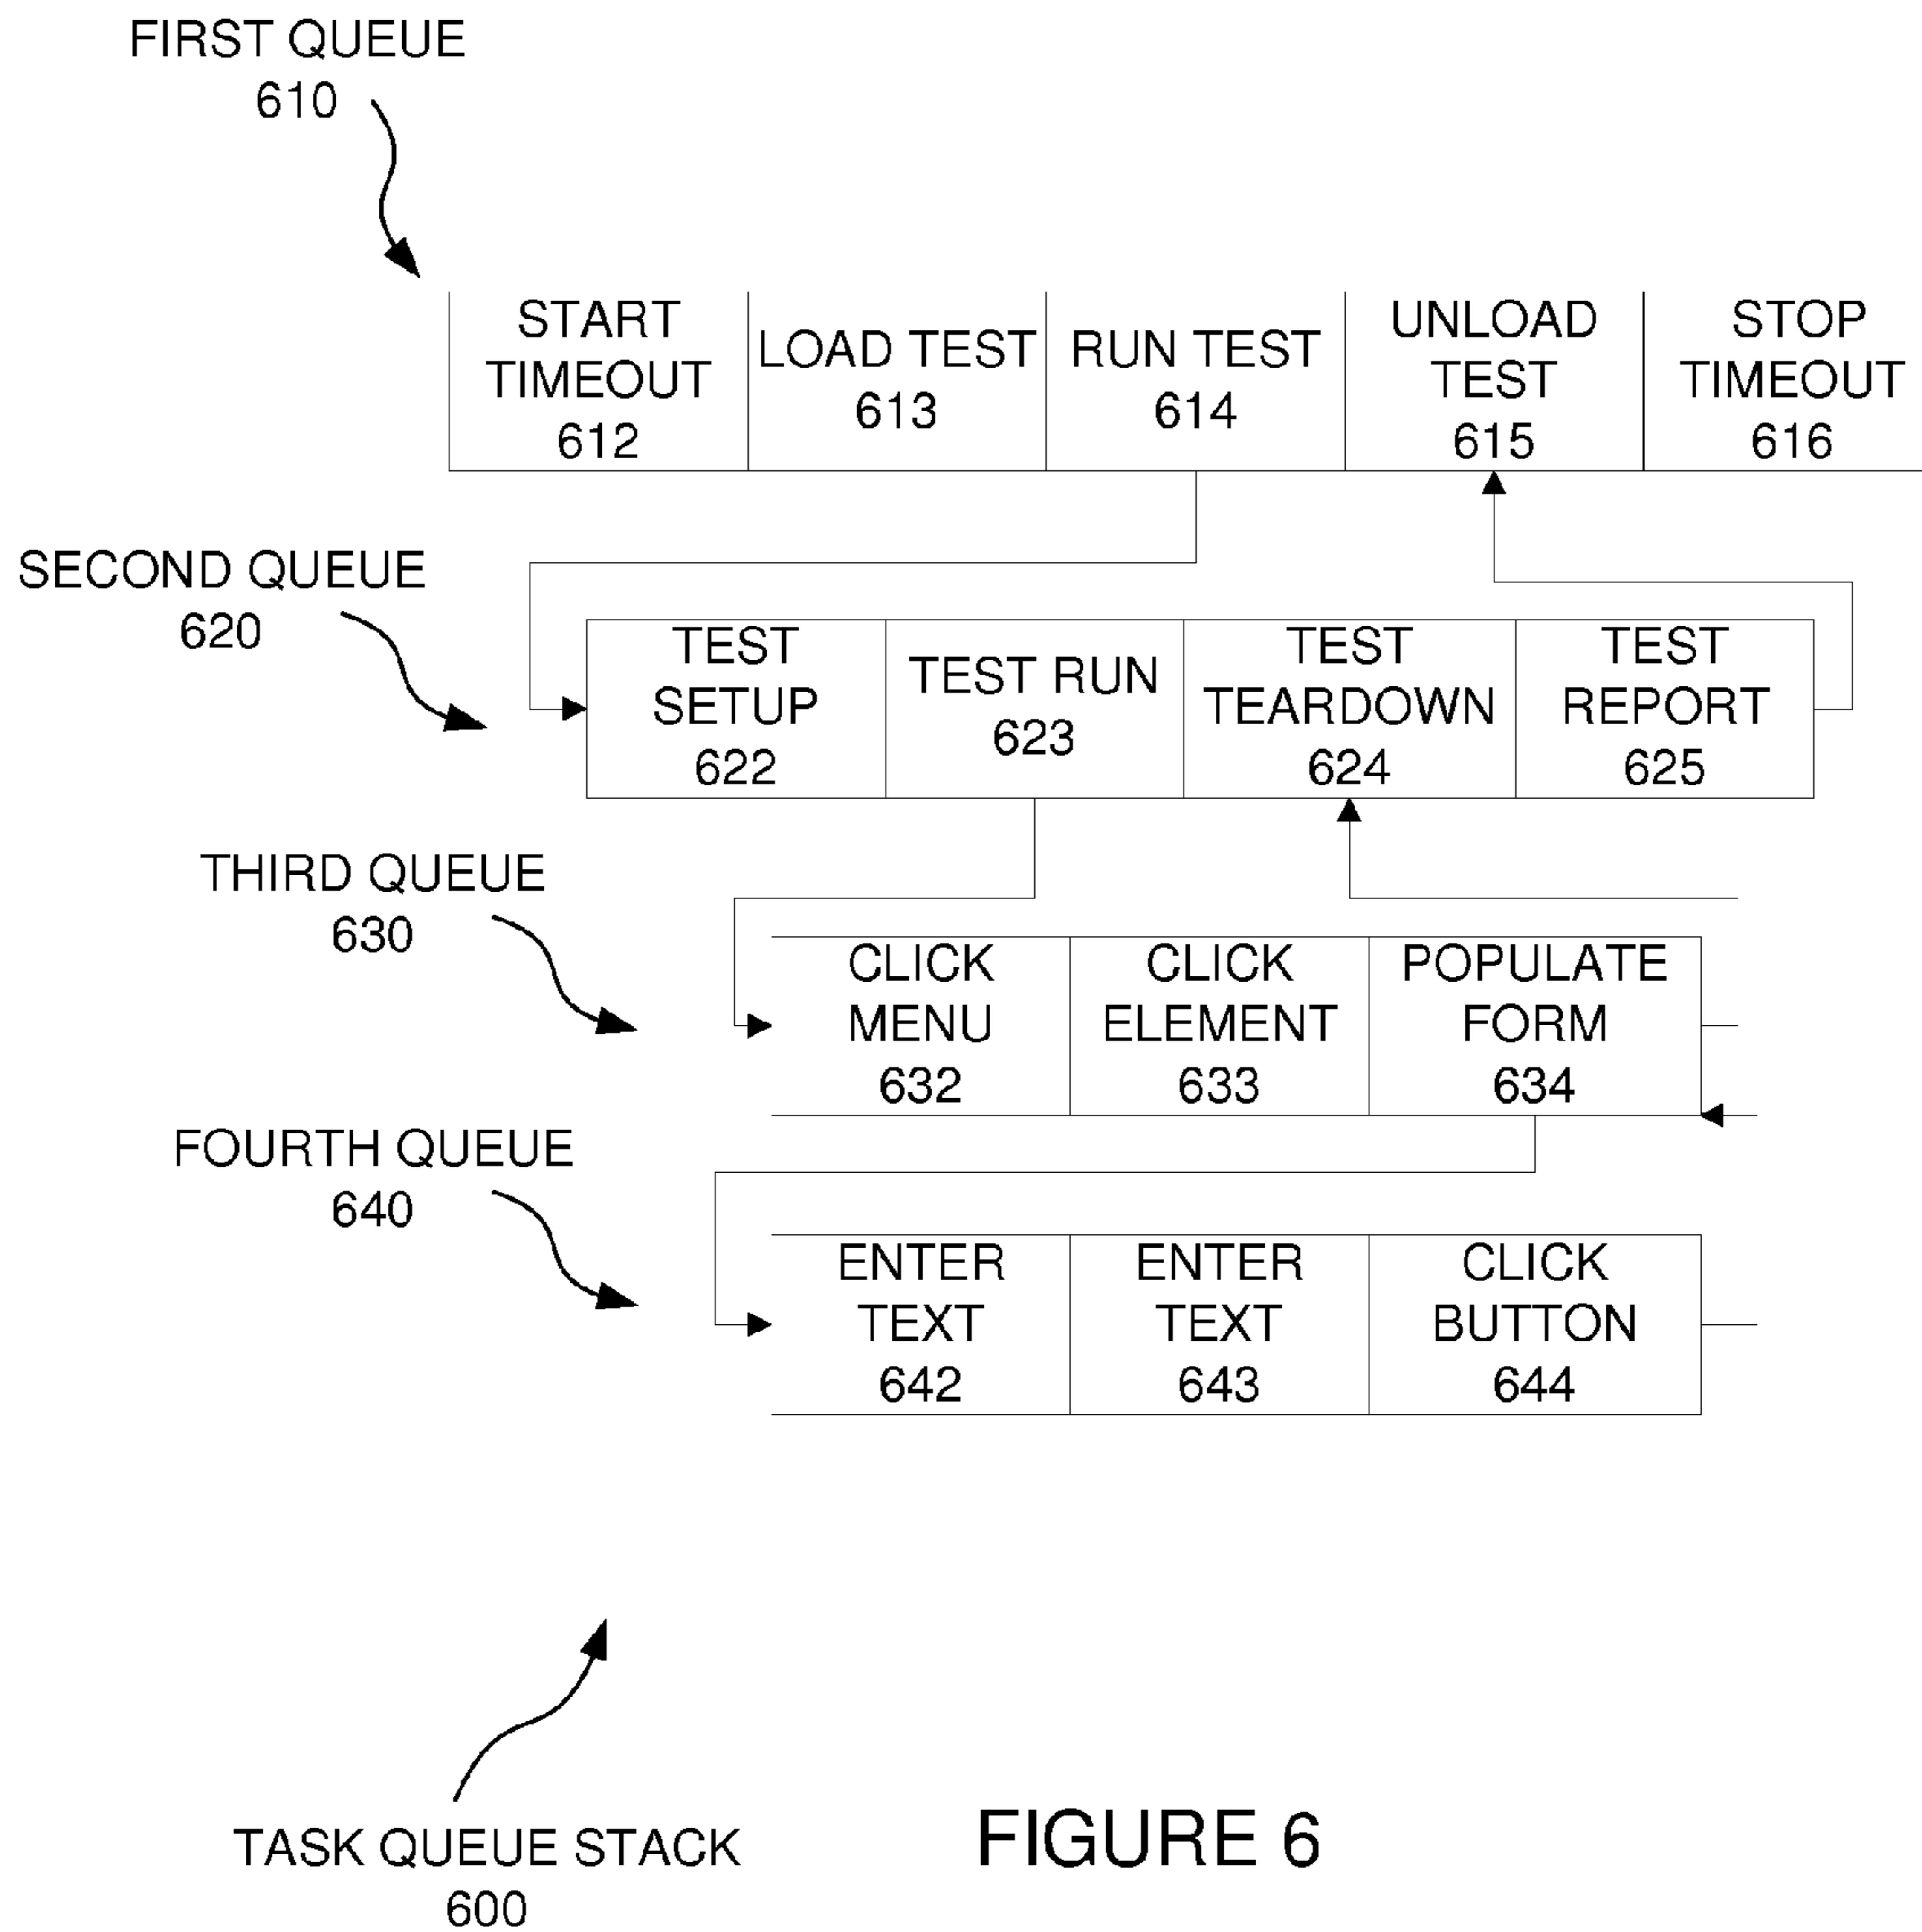 FIRST QUEUE
610
START
TIMEOUT
612
LOAD TEST
613
RUN TEST
614
UNLOAD
TEST
615
STOP
TIMEOUT
616
SECOND QUEUE
620
TEST
SETUP
622
TEST RUN
623
TEST
TEARDOWN
624
TEST
REPORT
625
THIRD QUEUE
630
CLICK
MENU
632
CLICK
ELEMENT
633
POPULATE
FORM
634
FOURTH QUEUE
640
ENTER
TEXT
642
ENTER
TEXT
643
CLICK
BUTTON
644
TASK QUEUE STACK
600
FIGURE 6